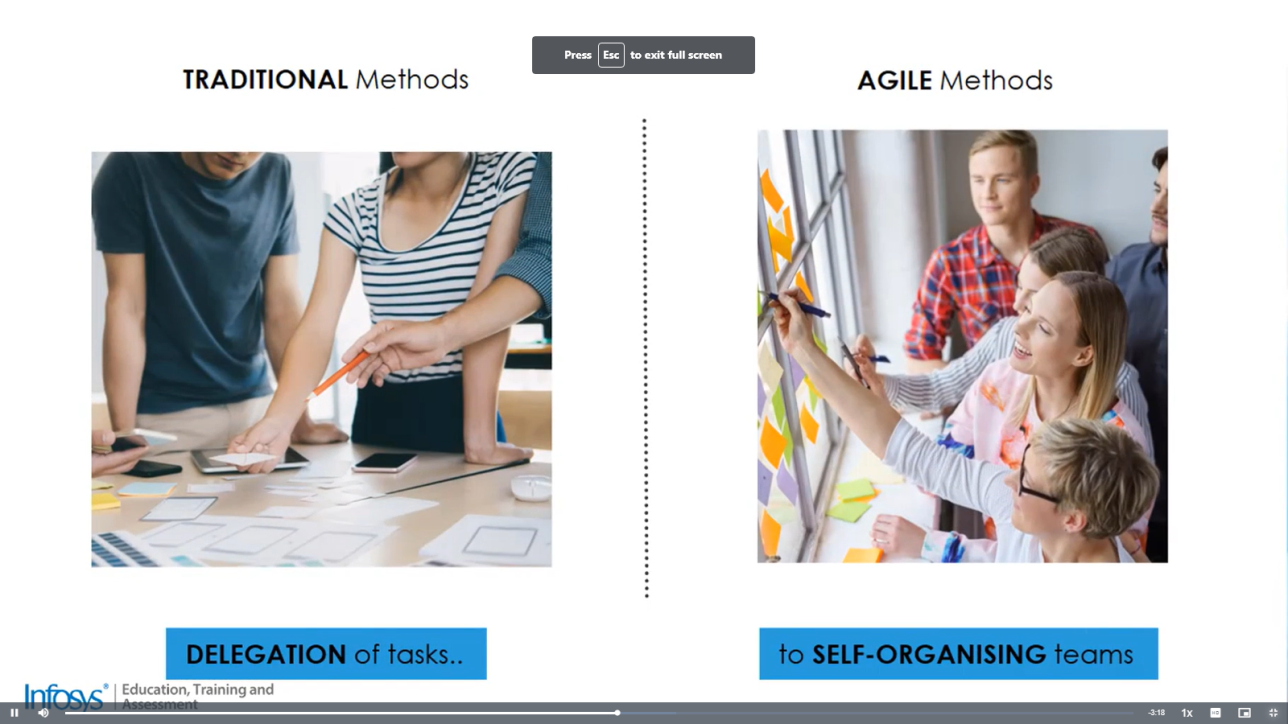 Press Esc to exit full screen
TRADITIONAL Methods
AGILE Methods
DELEGATION of tasks..
to SELF-ORGANISING teams
Infosys® | Education, Training and
Assessment
-3:18
1x